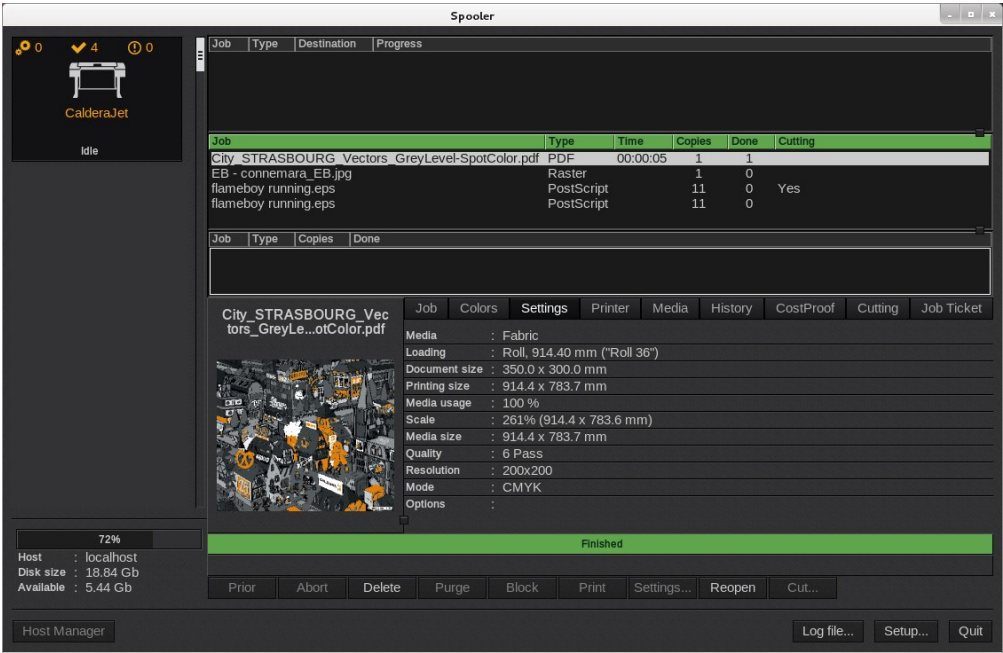 Spooler
0 4 0
CalderaJet
Idle
Job Type Destination Progress
Job Type Time Copies Done Cutting
City_STRASBOURG_Vectors_GreyLevel-SpotColor.pdf PDF 00:00:05 1 1
EB - connemara_EB.jpg Raster 1 0
flameboy running.eps PostScript 11 0 Yes
flameboy running.eps PostScript 11 0
Job Type Copies Done
City_STRASBOURG_Vec
tors_GreyLe...otColor.pdf
Job Colors Settings Printer Media History CostProof Cutting Job Ticket
Media : Fabric
Loading : Roll, 914.40 mm ("Roll 36")
Document size : 350.0 x 300.0 mm
Printing size : 914.4 x 783.7 mm
Media usage : 100 %
Scale : 261% (914.4 x 783.6 mm)
Media size : 914.4 x 783.7 mm
Quality : 6 Pass
Resolution : 200x200
Mode : CMYK
Options :
72%
Host : localhost
Disk size : 18.84 Gb
Available : 5.44 Gb
Finished
Prior Abort Delete Purge Block Print Settings... Reopen Cut...
Host Manager Log file... Setup... Quit